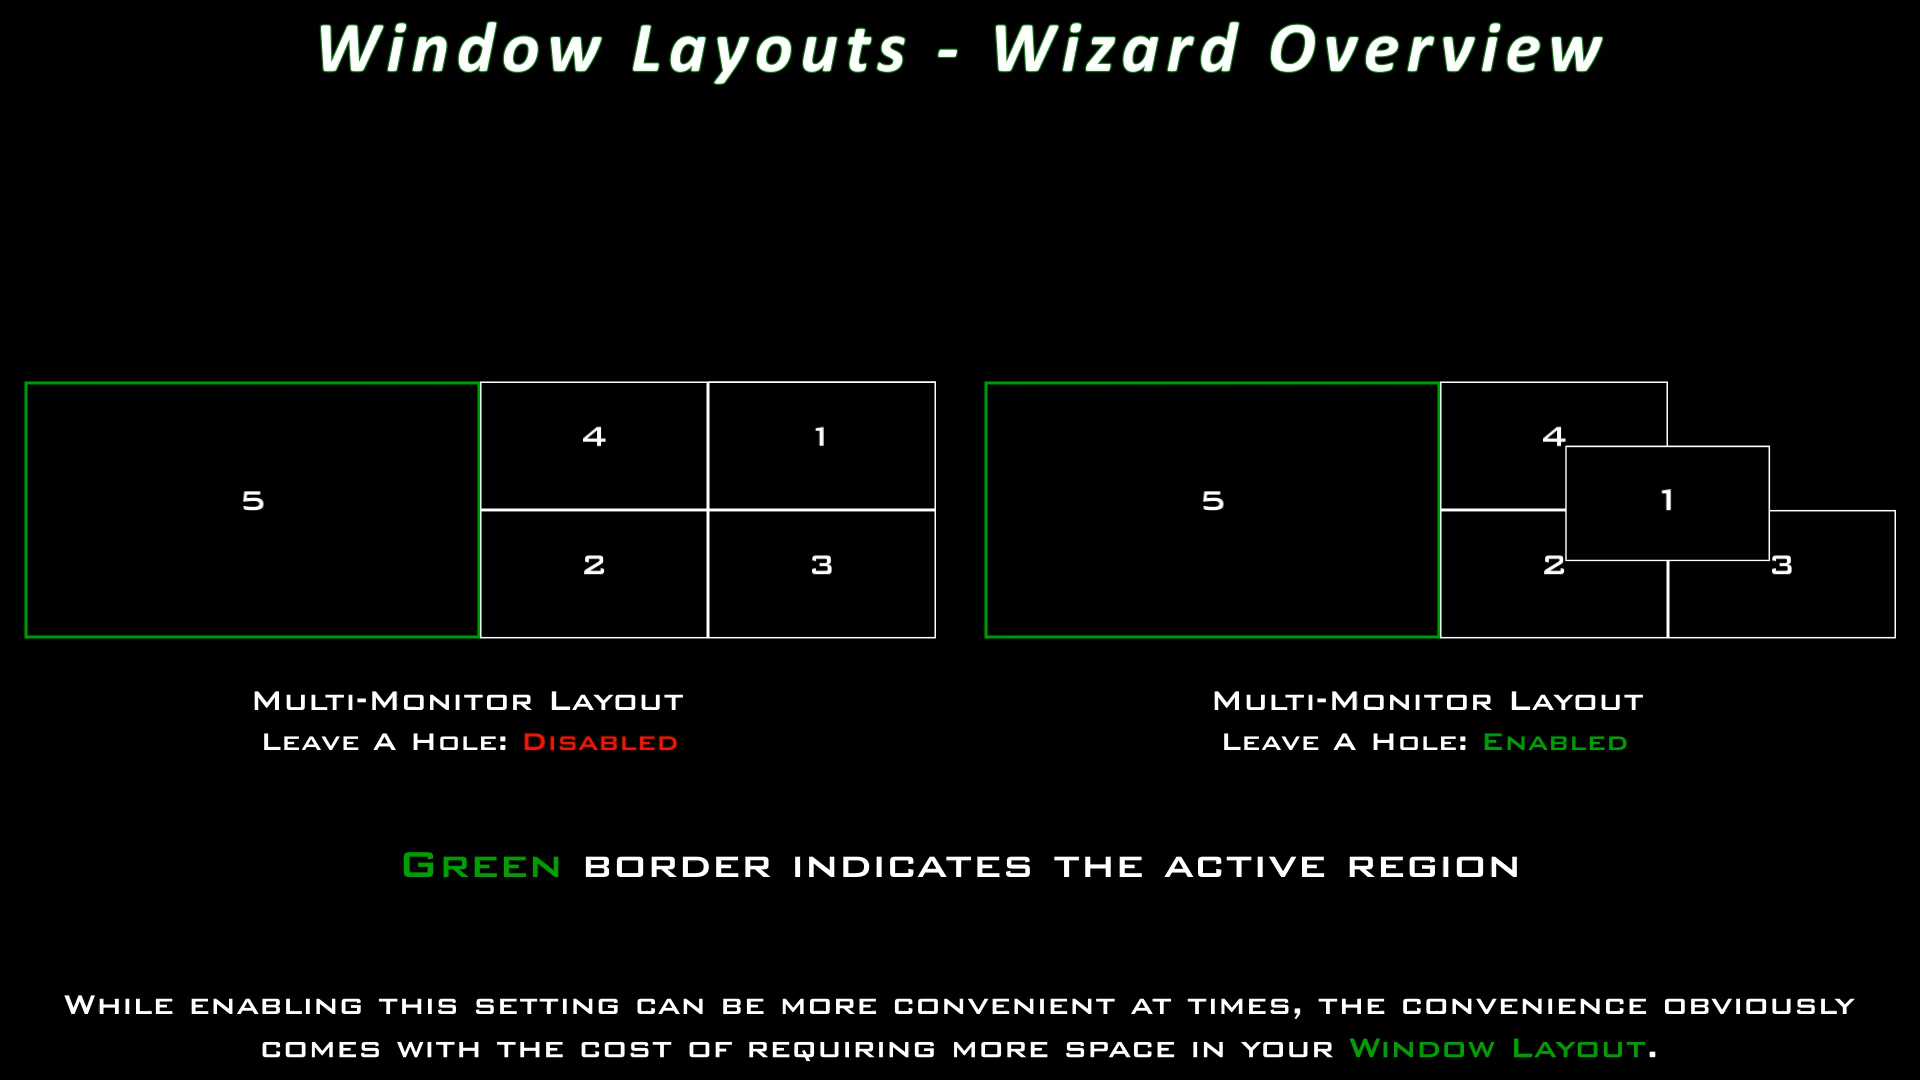 Window Layouts - Wizard Overview
5
4
1
2
3
5
4
1
2
3
Multi-Monitor Layout
Leave A Hole: Disabled
Multi-Monitor Layout
Leave A Hole: Enabled
Green border indicates the active region
While enabling this setting can be more convenient at times, the convenience obviously
comes with the cost of requiring more space in your Window Layout.